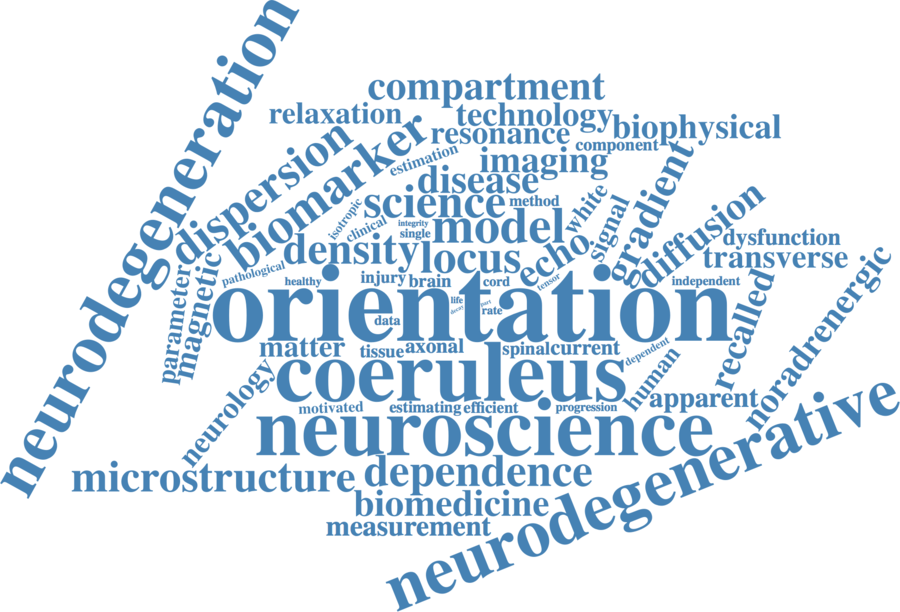 neurodegeneration
compartment
relaxation
technology
resonance
biophysical
component
dispersion
biomarker
estimation
imaging
disease
science
method
isotropic
clinical
integrity
single
model
white
signal
gradient
diffusion
dysfunction
transverse
density
locus
echo
tensor
independent
parameter
magnetic
pathological
healthy
injury
brain
cord
life
decay
part
rate
data
orientation
recalled
noradrenergic
matter
tissue
axonal
spinal
current
dependent
human
neurology
coeruleus
apparent
motivated
estimating
efficient
progression
neuroscience
neurodegenerative
microstructure
dependence
biomedicine
measurement